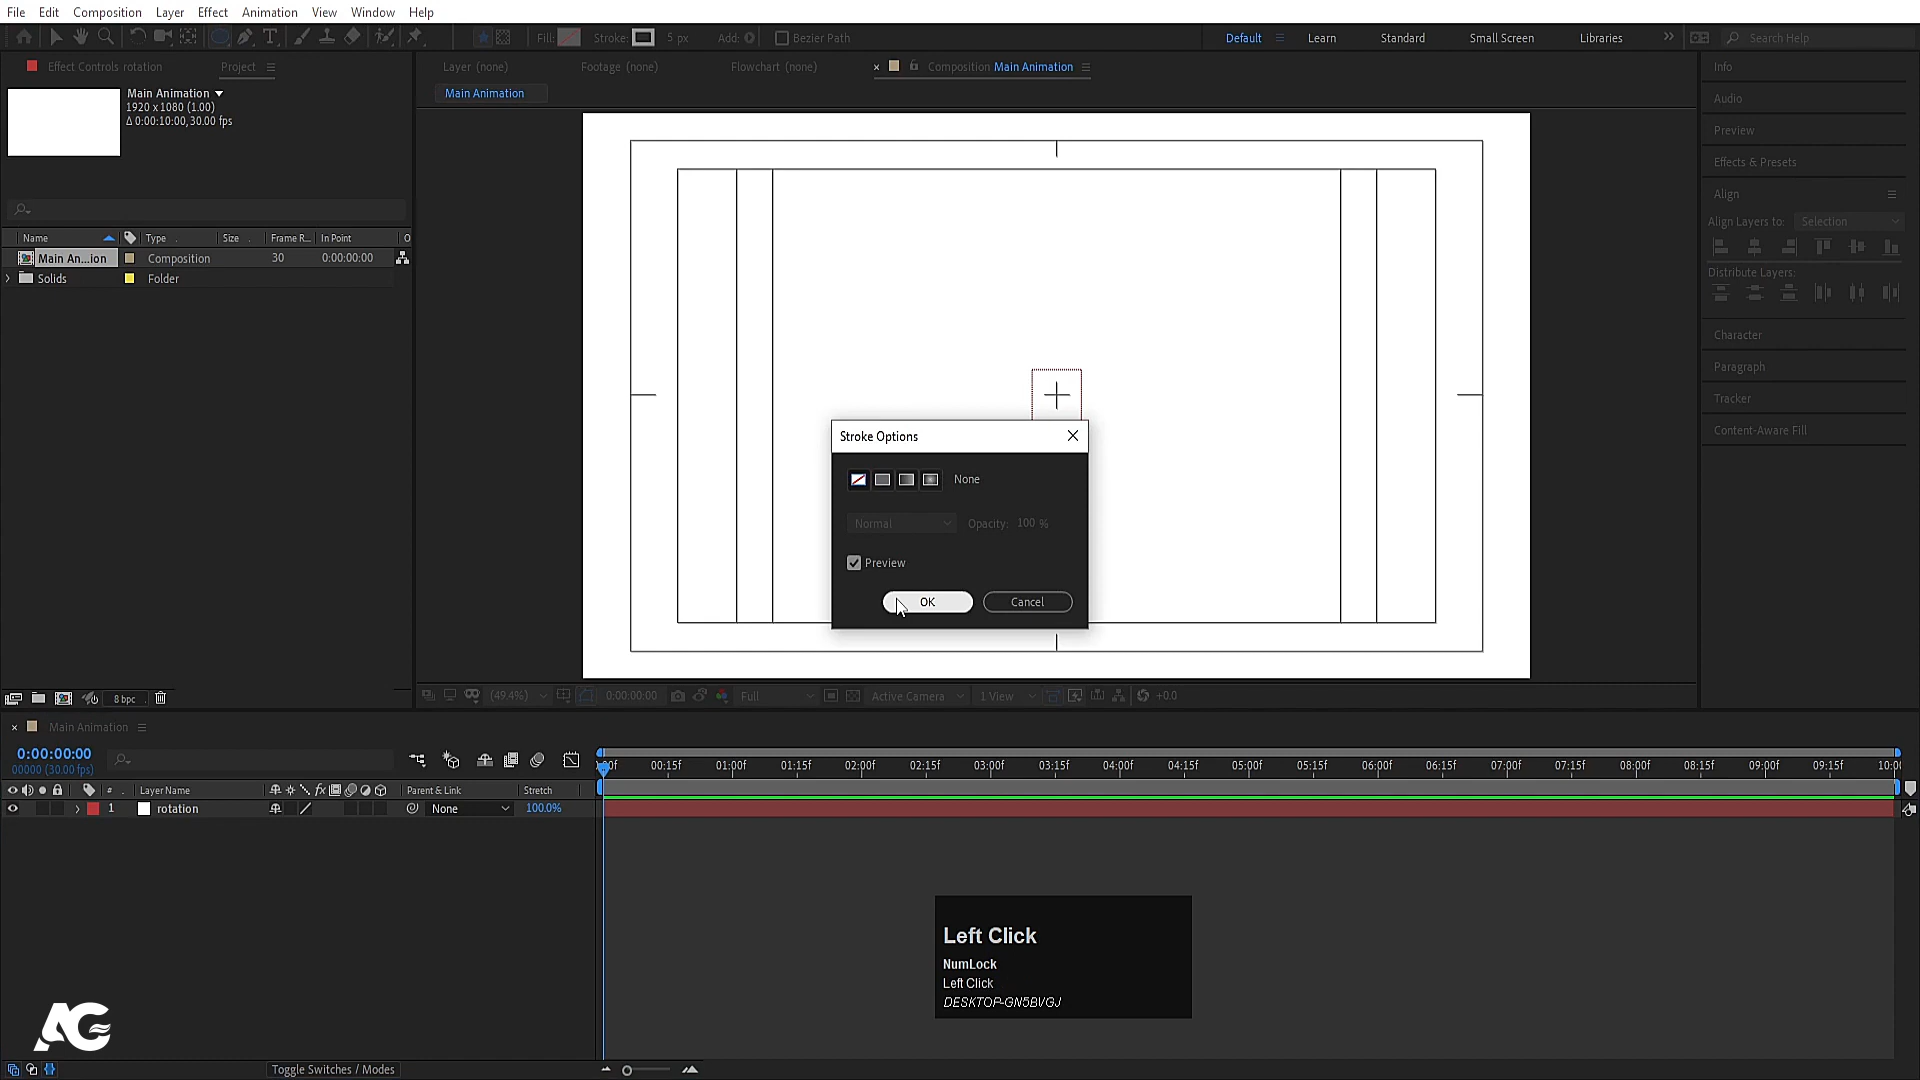 File Edit Composition Layer Effect Animation View Window Help
Fill: Stroke: 5 px Add: Bezier Path Default Learn Standard Small Screen Libraries Search Help
Effect Controls rotation Project Layer (none) Footage (none) Flowchart (none) Composition Main Animation
Main Animation
1920 x 1080 (1.00)
Δ 0:00:10:00, 30.00 fps
Main Animation
Name Type Size Frame R... In Point O
Main An...ion Composition 30 0:00:00:00
Solids Folder
Info
Audio
Preview
Effects & Presets
Align
Align Layers to: Selection
Distribute Layers:
Character
Paragraph
Tracker
Content-Aware Fill
Stroke Options
None
Normal Opacity: 100 %
Preview
OK Cancel
8 bpc
(49.4%) 0:00:00:00 Full Active Camera 1 View +0.0
Main Animation
0:00:00:00
00000 (30.00 fps)
00:15f 01:00f 01:15f 02:00f 02:15f 03:00f 03:15f 04:00f 04:15f 05:00f 05:15f 06:00f 06:15f 07:00f 07:15f 08:00f 08:15f 09:00f 09:15f 10:0
# Layer Name fx Parent & Link Stretch
1 rotation None 100.0%
Left Click
NumLock
Left Click
DESKTOP-GN5BVGJ
AG
Toggle Switches / Modes